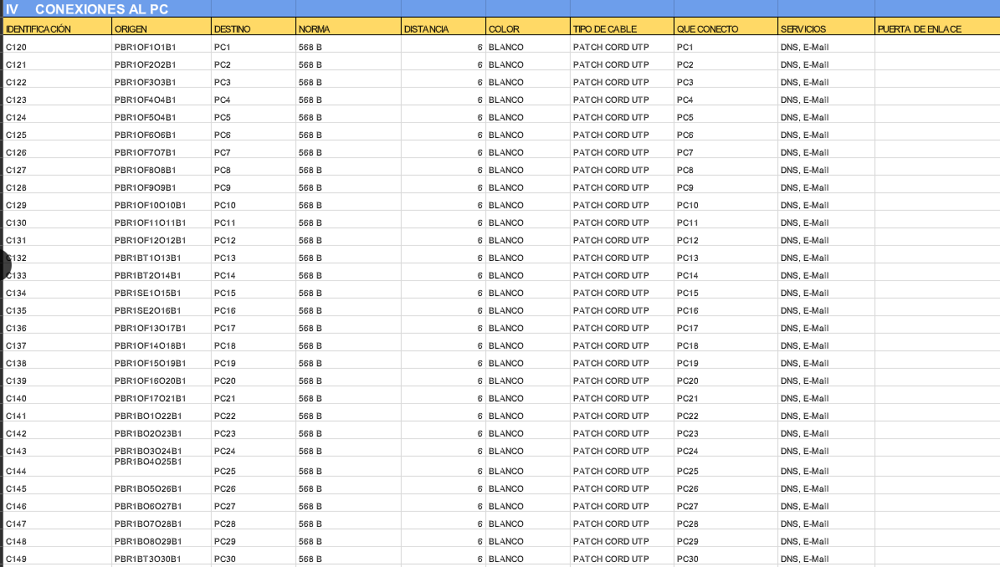 IV CONEXIONES AL PC
IDENTIFICACIÓN ORIGEN DESTINO NORMA DISTANCIA COLOR TIPO DE CABLE QUE CONECTO SERVICIOS PUERTA DE ENLACE
C120 PBR1OF1O1B1 PC1 568 B 6 BLANCO PATCH CORD UTP PC1 DNS, E-Mail
C121 PBR1OF2O2B1 PC2 568 B 6 BLANCO PATCH CORD UTP PC2 DNS, E-Mail
C122 PBR1OF3O3B1 PC3 568 B 6 BLANCO PATCH CORD UTP PC3 DNS, E-Mail
C123 PBR1OF4O4B1 PC4 568 B 6 BLANCO PATCH CORD UTP PC4 DNS, E-Mail
C124 PBR1OF5O4B1 PC5 568 B 6 BLANCO PATCH CORD UTP PC5 DNS, E-Mail
C125 PBR1OF6O6B1 PC6 568 B 6 BLANCO PATCH CORD UTP PC6 DNS, E-Mail
C126 PBR1OF7O7B1 PC7 568 B 6 BLANCO PATCH CORD UTP PC7 DNS, E-Mail
C127 PBR1OF8O8B1 PC8 568 B 6 BLANCO PATCH CORD UTP PC8 DNS, E-Mail
C128 PBR1OF9O9B1 PC9 568 B 6 BLANCO PATCH CORD UTP PC9 DNS, E-Mail
C129 PBR1OF10O10B1 PC10 568 B 6 BLANCO PATCH CORD UTP PC10 DNS, E-Mail
C130 PBR1OF11O11B1 PC11 568 B 6 BLANCO PATCH CORD UTP PC11 DNS, E-Mail
C131 PBR1OF12O12B1 PC12 568 B 6 BLANCO PATCH CORD UTP PC12 DNS, E-Mail
C132 PBR1BT1O13B1 PC13 568 B 6 BLANCO PATCH CORD UTP PC13 DNS, E-Mail
C133 PBR1BT2O14B1 PC14 568 B 6 BLANCO PATCH CORD UTP PC14 DNS, E-Mail
C134 PBR1SE1O15B1 PC15 568 B 6 BLANCO PATCH CORD UTP PC15 DNS, E-Mail
C135 PBR1SE2O16B1 PC16 568 B 6 BLANCO PATCH CORD UTP PC16 DNS, E-Mail
C136 PBR1OF13O17B1 PC17 568 B 6 BLANCO PATCH CORD UTP PC17 DNS, E-Mail
C137 PBR1OF14O18B1 PC18 568 B 6 BLANCO PATCH CORD UTP PC18 DNS, E-Mail
C138 PBR1OF15O19B1 PC19 568 B 6 BLANCO PATCH CORD UTP PC19 DNS, E-Mail
C139 PBR1OF16O20B1 PC20 568 B 6 BLANCO PATCH CORD UTP PC20 DNS, E-Mail
C140 PBR1OF17O21B1 PC21 568 B 6 BLANCO PATCH CORD UTP PC21 DNS, E-Mail
C141 PBR1BO1O22B1 PC22 568 B 6 BLANCO PATCH CORD UTP PC22 DNS, E-Mail
C142 PBR1BO2O23B1 PC23 568 B 6 BLANCO PATCH CORD UTP PC23 DNS, E-Mail
C143 PBR1BO3O24B1 PC24 568 B 6 BLANCO PATCH CORD UTP PC24 DNS, E-Mail
C144 PBR1BO4O25B1 PC25 568 B 6 BLANCO PATCH CORD UTP PC25 DNS, E-Mail
C145 PBR1BO5O26B1 PC26 568 B 6 BLANCO PATCH CORD UTP PC26 DNS, E-Mail
C146 PBR1BO6O27B1 PC27 568 B 6 BLANCO PATCH CORD UTP PC27 DNS, E-Mail
C147 PBR1BO7O28B1 PC28 568 B 6 BLANCO PATCH CORD UTP PC28 DNS, E-Mail
C148 PBR1BO8O29B1 PC29 568 B 6 BLANCO PATCH CORD UTP PC29 DNS, E-Mail
C149 PBR1BT3O30B1 PC30 568 B 6 BLANCO PATCH CORD UTP PC30 DNS, E-Mail